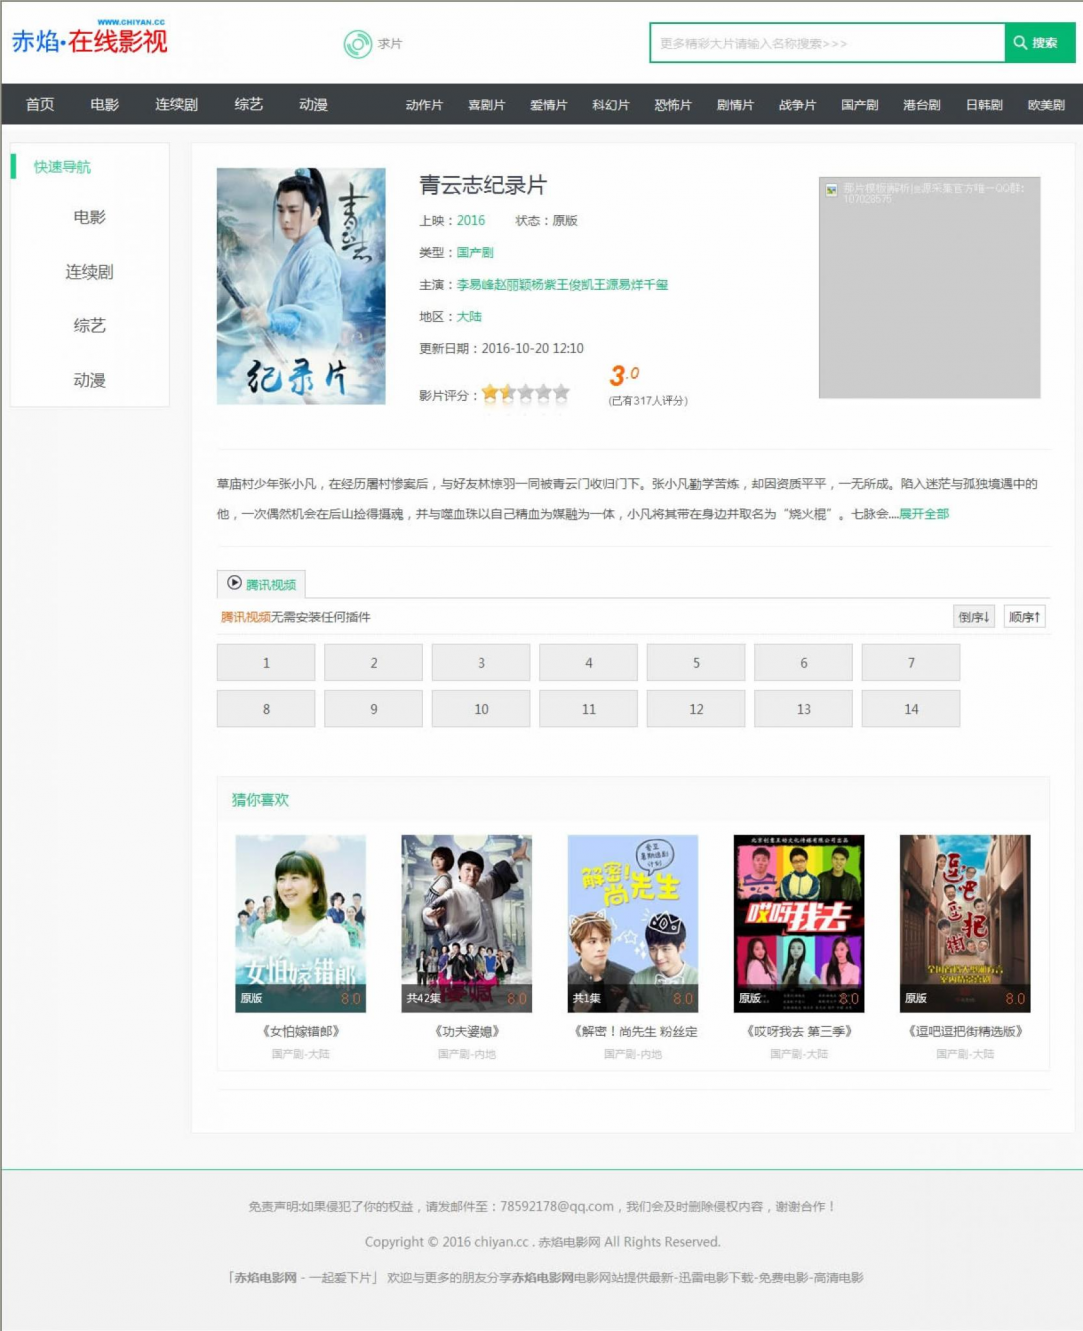 WWW.CHIYAN.CC
赤焰·在线影视
求片
更多精彩大片请输入名称搜索>>>
搜索
首页 电影 连续剧 综艺 动漫 动作片 喜剧片 爱情片 科幻片 恐怖片 剧情片 战争片 国产剧 港台剧 日韩剧 欧美剧
快速导航
电影
连续剧
综艺
动漫
青云志
纪录片
青云志纪录片
上映：2016 状态：原版
类型：国产剧
主演：李易峰赵丽颖杨紫王俊凯王源易烊千玺
地区：大陆
更新日期：2016-10-20 12:10
影片评分：
3.0
(已有317人评分)
107028575
草庙村少年张小凡，在经历屠村惨案后，与好友林惊羽一同被青云门收归门下。张小凡勤学苦炼，却因资质平平，一无所成。陷入迷茫与孤独境遇中的
他，一次偶然机会在后山捡得摄魂，并与噬血珠以自己精血为媒融为一体，小凡将其带在身边并取名为“烧火棍”。七脉会...展开全部
腾讯视频
腾讯视频无需安装任何插件
倒序↓ 顺序↑
1 2 3 4 5 6 7
8 9 10 11 12 13 14
猜你喜欢
女怕嫁错郎
原版 8.0
共42集 8.0
解密!
尚先生
共1集 8.0
哎呀我去
原版 8.0
逗吧逗把街
原版 8.0
《女怕嫁错郎》 《功夫婆媳》 《解密！尚先生 粉丝定 《哎呀我去 第三季》 《逗吧逗把街精选版》
国产剧-大陆 国产剧-内地 国产剧-内地 国产剧-大陆 国产剧-大陆
免责声明:如果侵犯了你的权益，请发邮件至：78592178@qq.com，我们会及时删除侵权内容，谢谢合作！
Copyright © 2016 chiyan.cc . 赤焰电影网 All Rights Reserved.
「赤焰电影网 - 一起爱下片」 欢迎与更多的朋友分享赤焰电影网电影网站提供最新-迅雷电影下载-免费电影-高清电影